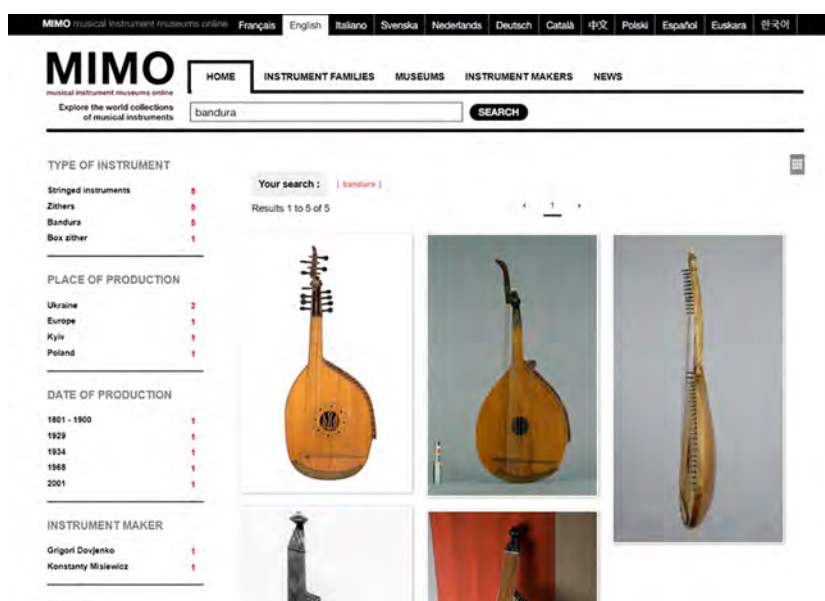 MIMO musical instrument museums online Français English Italiano Svenska Nederlands Deutsch Català 中文 Polski Español Euskara 한국어
MIMO
musical instrument museums online
Explore the world collections
of musical instruments
HOME INSTRUMENT FAMILIES MUSEUMS INSTRUMENT MAKERS NEWS
bandura SEARCH
TYPE OF INSTRUMENT
Stringed instruments 5
Zithers 5
Bandura 5
Box zither 1
PLACE OF PRODUCTION
Ukraine 2
Europe 1
Kyiv 1
Poland 1
DATE OF PRODUCTION
1801 - 1900 1
1929 1
1934 1
1968 1
2001 1
INSTRUMENT MAKER
Grigori Dovjenko 1
Konstanty Misiewicz 1
Your search : [ bandura ]
Results 1 to 5 of 5
1